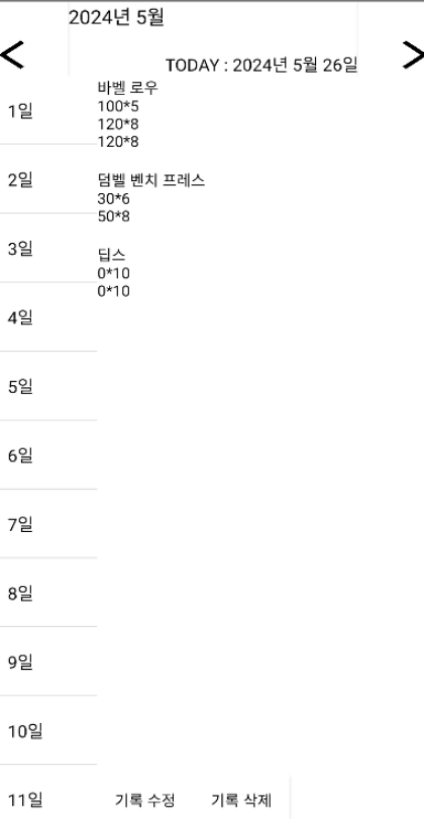 2024년 5월
<
TODAY : 2024년 5월 26일
>
1일
2일
3일
4일
5일
6일
7일
8일
9일
10일
11일
바벨 로우
100*5
120*8
120*8
덤벨 벤치 프레스
30*6
50*8
딥스
0*10
0*10
기록 수정
기록 삭제